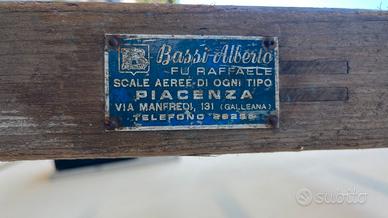 B
Bassi Alberto
FU RAFFAELE
SCALE AEREE DI OGNI TIPO
PIACENZA
VIA MANFREDI, 131 (GALLEANA)
TELEFONO
subito